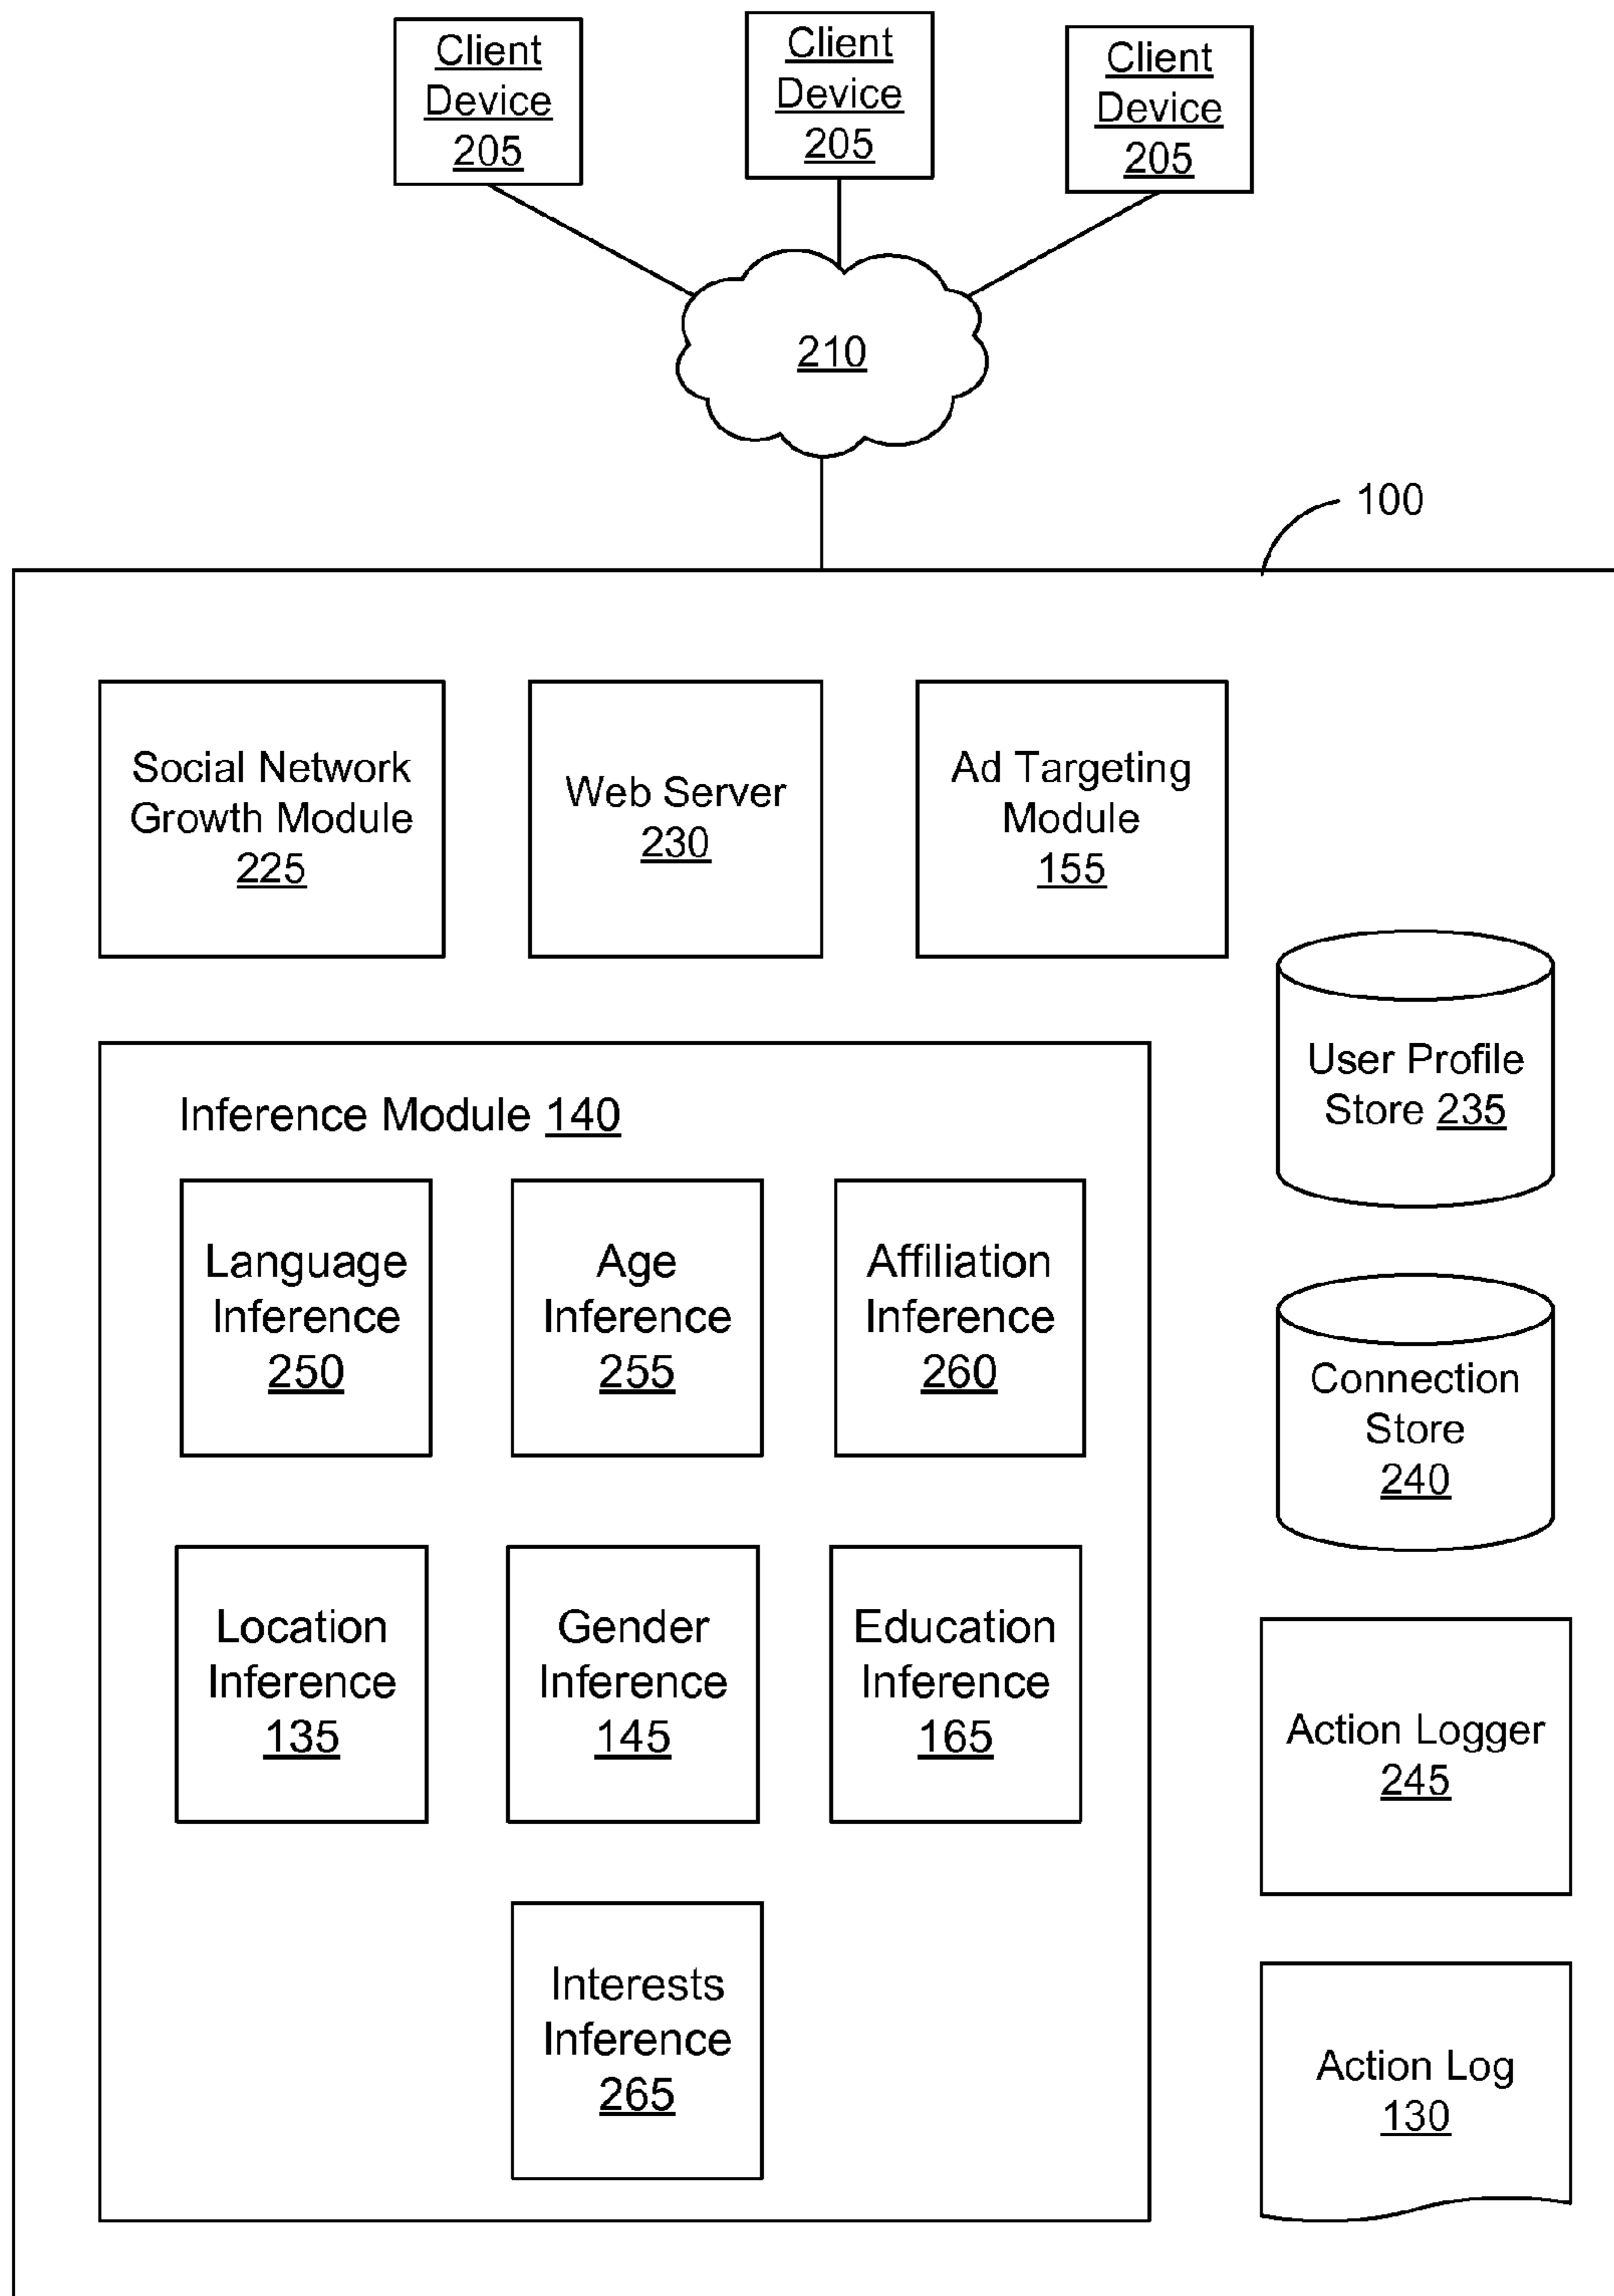 Client
Device
205
Client
Device
205
Client
Device
205
210
100
Social Network
Growth Module
225
Web Server
230
Ad Targeting
Module
155
User Profile
Store 235
Inference Module 140
Language
Inference
250
Age
Inference
255
Affiliation
Inference
260
Connection
Store
240
Location
Inference
135
Gender
Inference
145
Education
Inference
165
Action Logger
245
Interests
Inference
265
Action Log
130